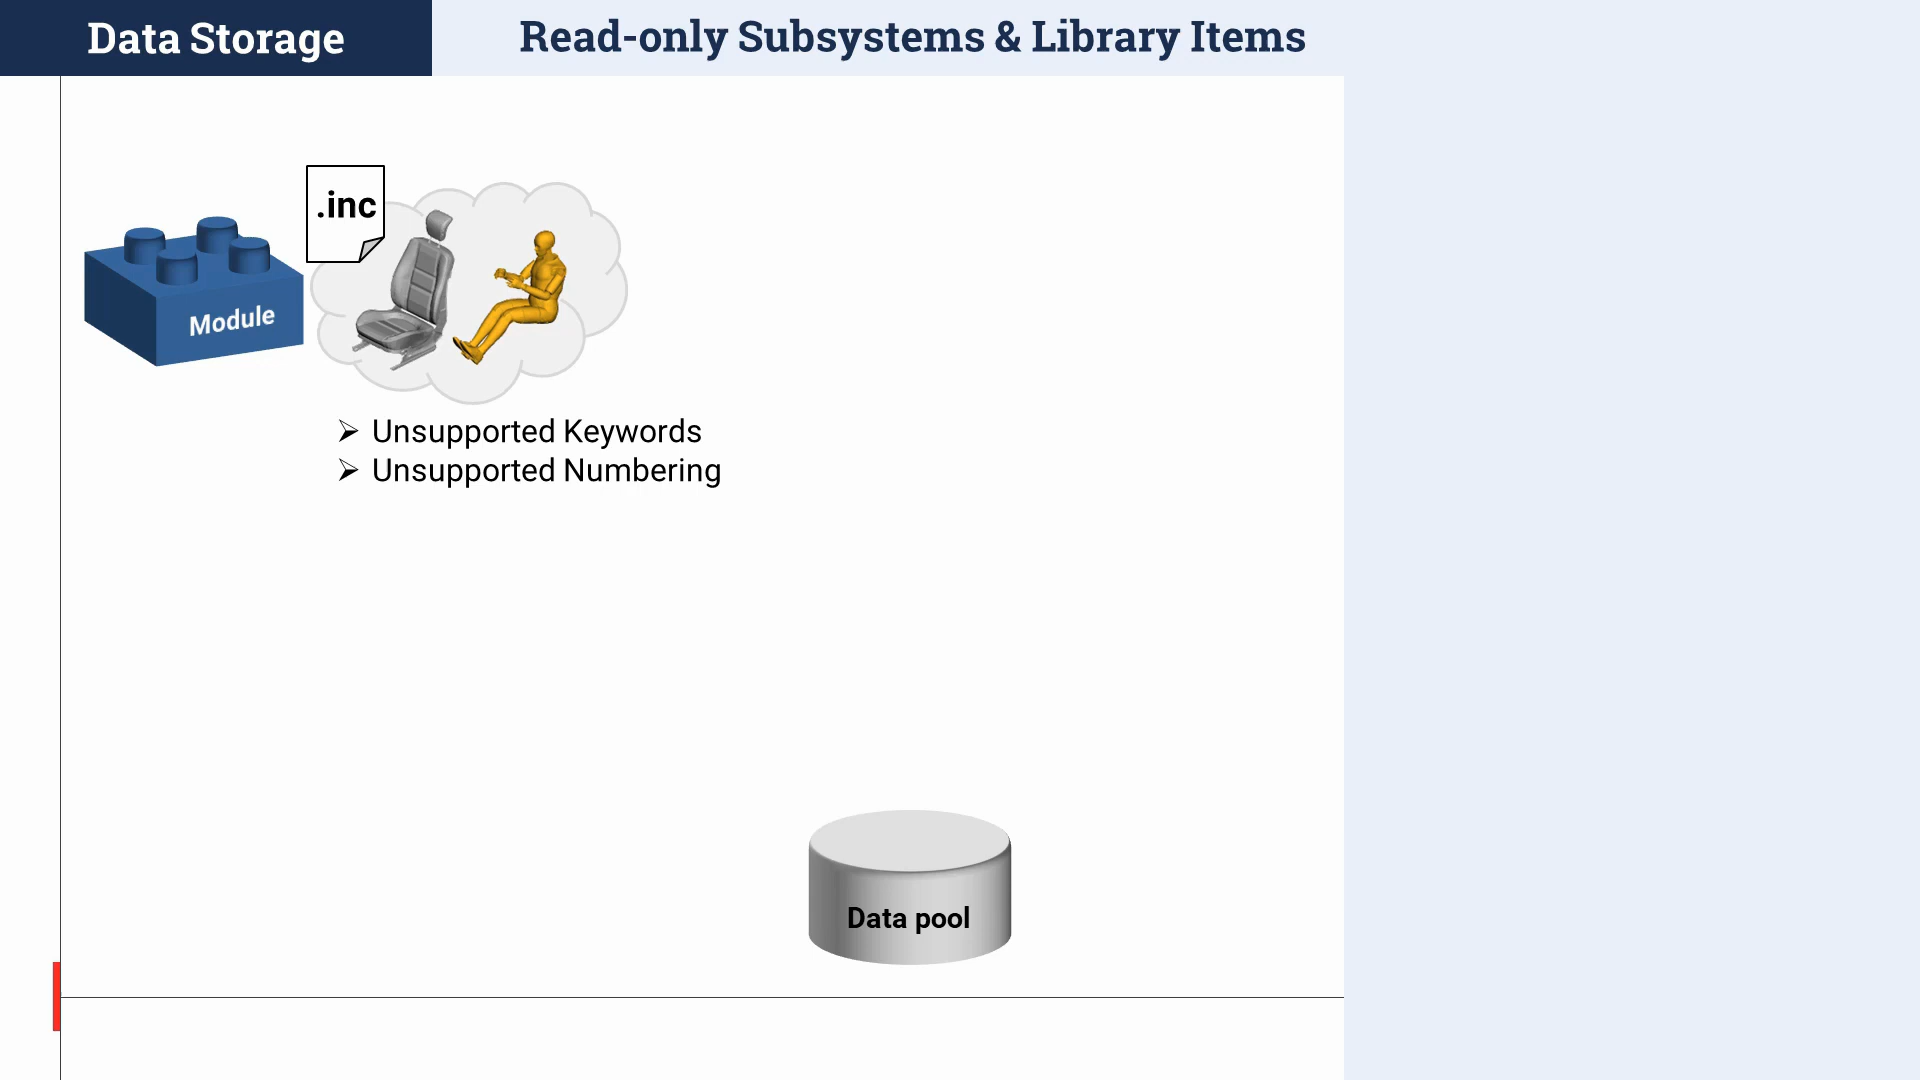 Data Storage
Read-only Subsystems & Library Items
.inc
Module
Unsupported Keywords
Unsupported Numbering
Data pool